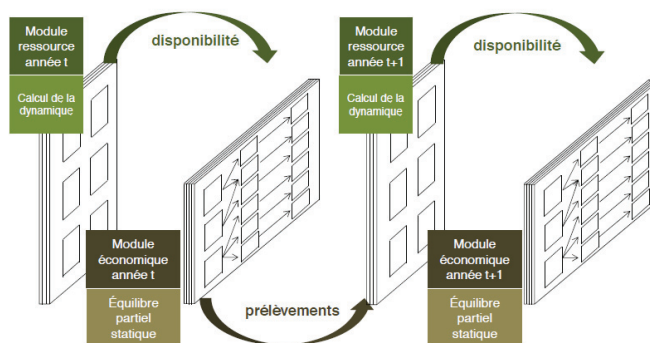 Module
ressource
année t
Calcul de la
dynamique
disponibilité
Module
économique
année t
Équilibre
partiel
statique
prélèvements
Module
ressource
année t+1
Calcul de la
dynamique
disponibilité
Module
économique
année t+1
Équilibre
partiel
statique